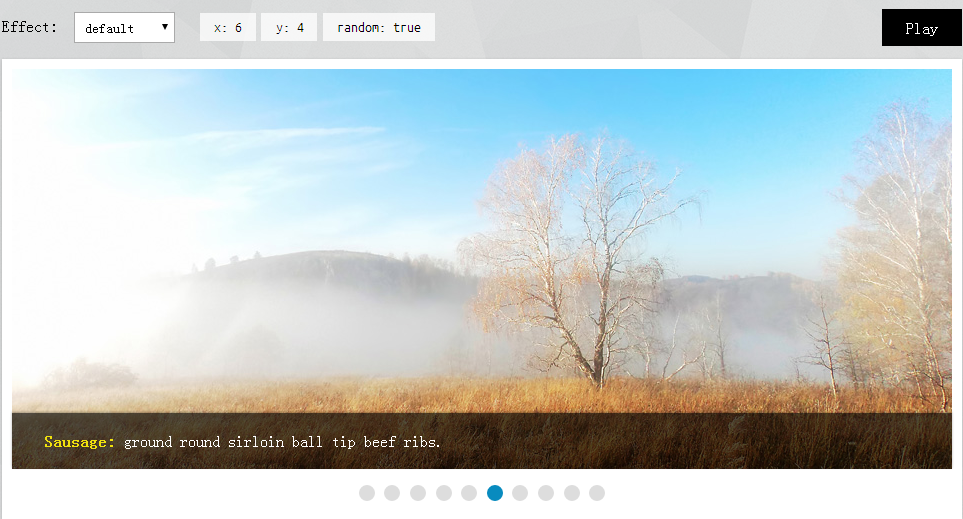 Effect: default x: 6 y: 4 random: true Play
Sausage: ground round sirloin ball tip beef ribs.